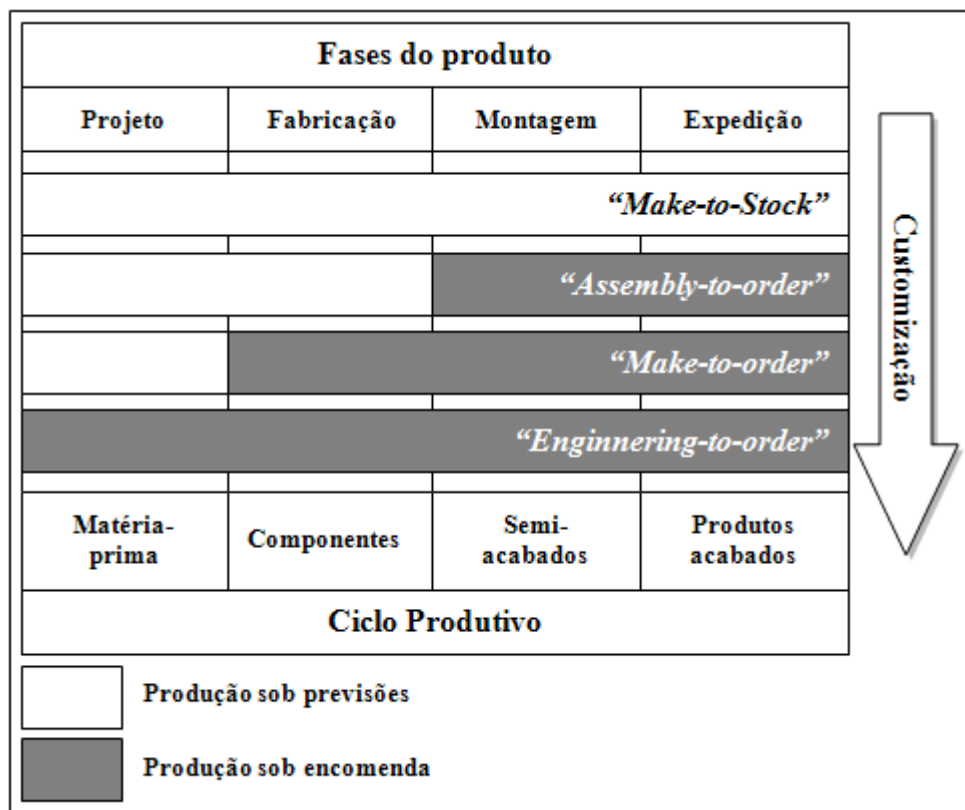 Fases do produto
Projeto
Fabricação
Montagem
Expedição
“Make-to-Stock”
“Assembly-to-order”
“Make-to-order”
“Enginnering-to-order”
Matéria-
prima
Componentes
Semi-
acabados
Produtos
acabados
Ciclo Produtivo
Customização
Produção sob previsões
Produção sob encomenda